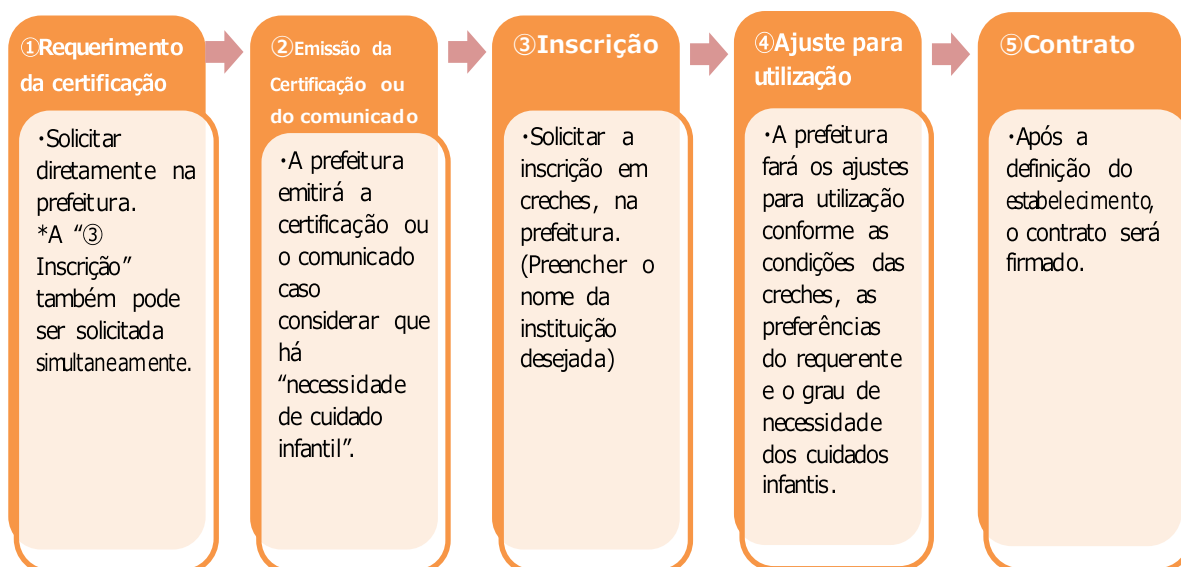 ①Requerimento
da certificação
・Solicitar
diretamente na
prefeitura.
*A “③
Inscrição”
também pode
ser solicitada
simultaneamente.
②Emissão da
Certificação ou
do comunicado
・A prefeitura
emitirá a
certificação ou
o comunicado
caso
considerar que
há
“necessidade
de cuidado
infantil”.
③Inscrição
・Solicitar a
inscrição em
creches, na
prefeitura.
(Preencher o
nome da
instituição
desejada)
④Ajuste para
utilização
・A prefeitura
fará os ajustes
para utilização
conforme as
condições das
creches, as
preferências
do requerente
e o grau de
necessidade
dos cuidados
infantis.
⑤Contrato
・Após a
definição do
estabelecimento,
o contrato será
firmado.